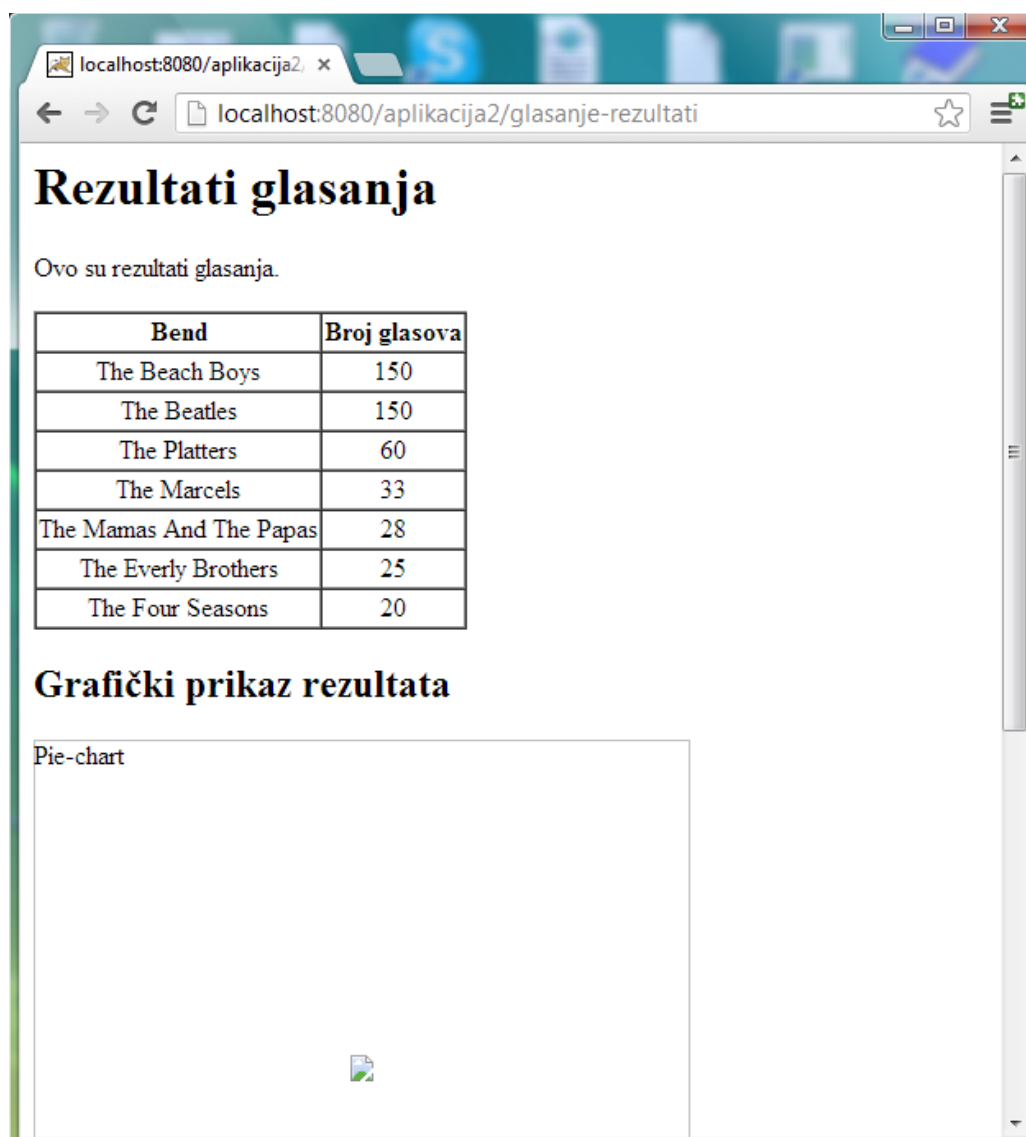 localhost:8080/aplikacija2,
localhost:8080/aplikacija2/glasanje-rezultati
Rezultati glasanja
Ovo su rezultati glasanja.
Bend Broj glasova
The Beach Boys 150
The Beatles 150
The Platters 60
The Marcels 33
The Mamas And The Papas 28
The Everly Brothers 25
The Four Seasons 20
Grafički prikaz rezultata
Pie-chart